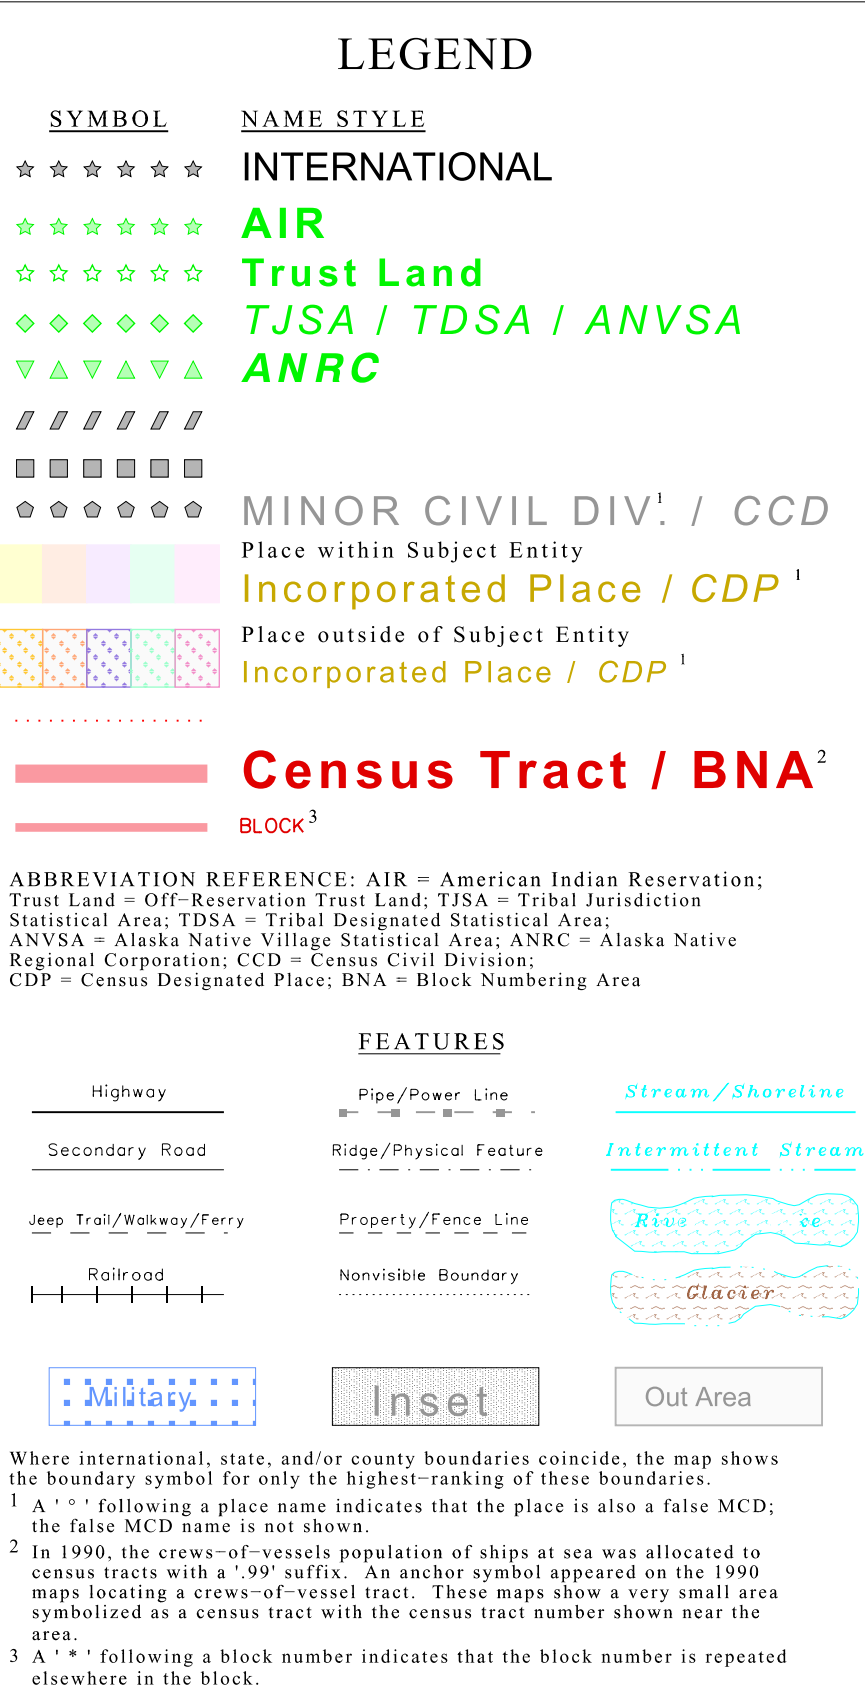 LEGEND
SYMBOL NAME STYLE
INTERNATIONAL
AIR
Trust Land
TJSA / TDSA / ANVSA
ANRC
MINOR CIVIL DIV.¹ / CCD
Place within Subject Entity
Incorporated Place / CDP ¹
Place outside of Subject Entity
Incorporated Place / CDP ¹
Census Tract / BNA²
BLOCK³
ABBREVIATION REFERENCE: AIR = American Indian Reservation;
Trust Land = Off−Reservation Trust Land; TJSA = Tribal Jurisdiction
Statistical Area; TDSA = Tribal Designated Statistical Area;
ANVSA = Alaska Native Village Statistical Area; ANRC = Alaska Native
Regional Corporation; CCD = Census Civil Division;
CDP = Census Designated Place; BNA = Block Numbering Area
FEATURES
Highway Pipe/Power Line Stream/Shoreline
Secondary Road Ridge/Physical Feature Intermittent Stream
Jeep Trail/Walkway/Ferry Property/Fence Line Rive ce
Railroad Nonvisible Boundary Glacier
Military Inset Out Area
Where international, state, and/or county boundaries coincide, the map shows
the boundary symbol for only the highest−ranking of these boundaries.
1 A ' ° ' following a place name indicates that the place is also a false MCD;
the false MCD name is not shown.
2 In 1990, the crews−of−vessels population of ships at sea was allocated to
census tracts with a '.99' suffix. An anchor symbol appeared on the 1990
maps locating a crews−of−vessel tract. These maps show a very small area
symbolized as a census tract with the census tract number shown near the
area.
3 A ' * ' following a block number indicates that the block number is repeated
elsewhere in the block.